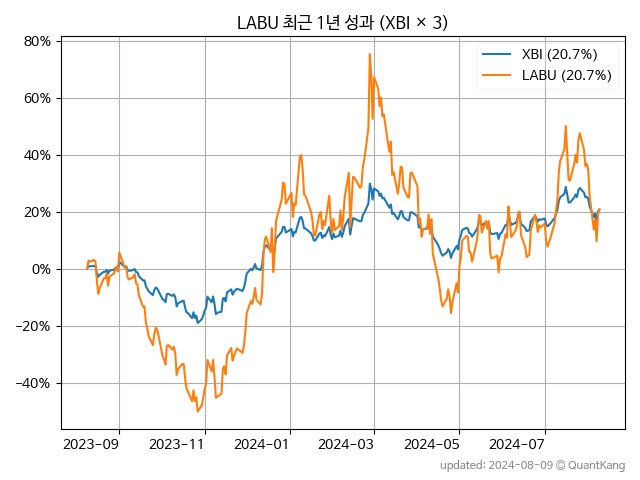 LABU 최근 1년 성과 (XBI × 3)
80%
60%
40%
20%
0%
−20%
−40%
XBI (20.7%)
LABU (20.7%)
2023-09 2023-11 2024-01 2024-03 2024-05 2024-07
updated: 2024-08-09 © QuantKang